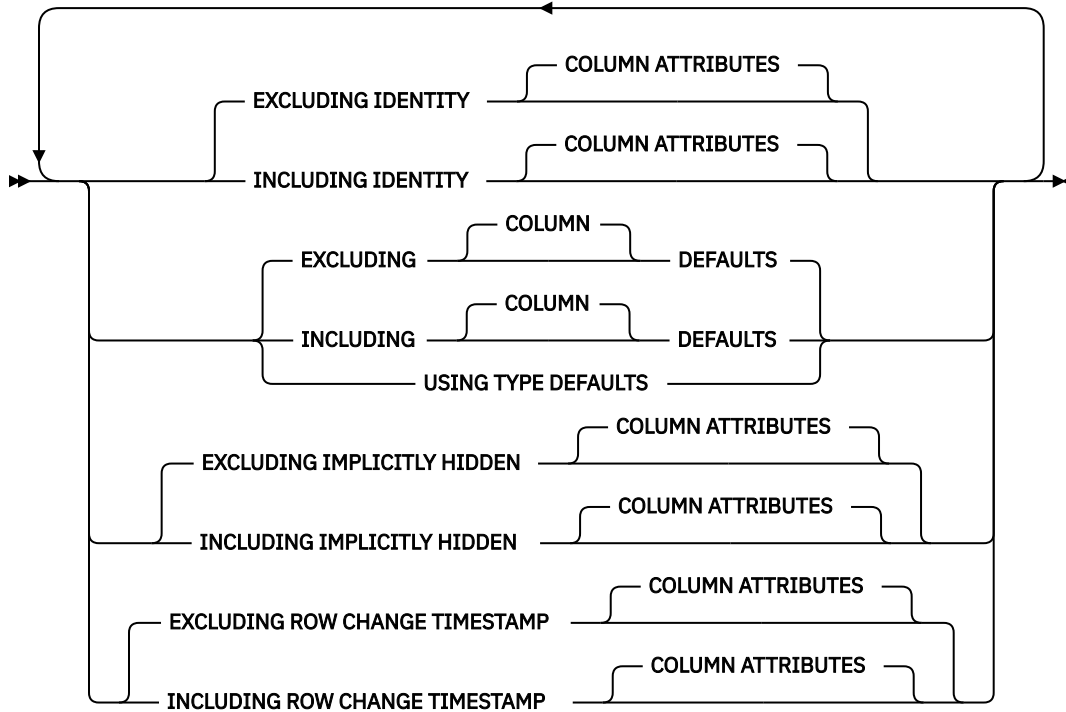 COLUMN ATTRIBUTES
EXCLUDING IDENTITY
COLUMN ATTRIBUTES
INCLUDING IDENTITY
COLUMN
EXCLUDING DEFAULTS
COLUMN
INCLUDING DEFAULTS
USING TYPE DEFAULTS
COLUMN ATTRIBUTES
EXCLUDING IMPLICITLY HIDDEN
COLUMN ATTRIBUTES
INCLUDING IMPLICITLY HIDDEN
COLUMN ATTRIBUTES
EXCLUDING ROW CHANGE TIMESTAMP
COLUMN ATTRIBUTES
INCLUDING ROW CHANGE TIMESTAMP